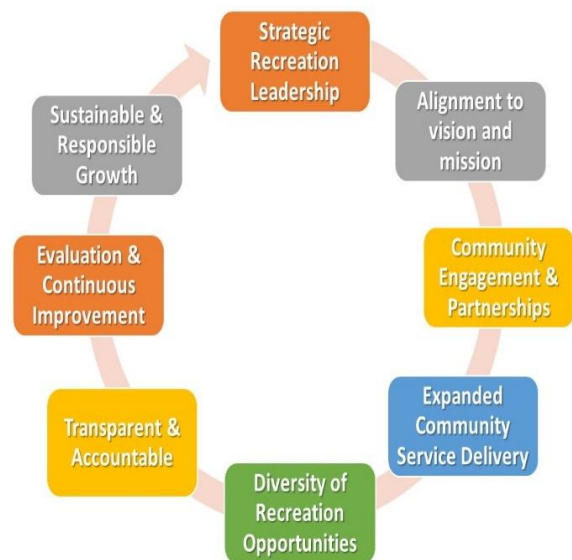 Strategic
Recreation
Leadership
Alignment to
vision and
mission
Community
Engagement &
Partnerships
Expanded
Community
Service Delivery
Diversity of
Recreation
Opportunities
Transparent &
Accountable
Evaluation &
Continuous
Improvement
Sustainable &
Responsible
Growth